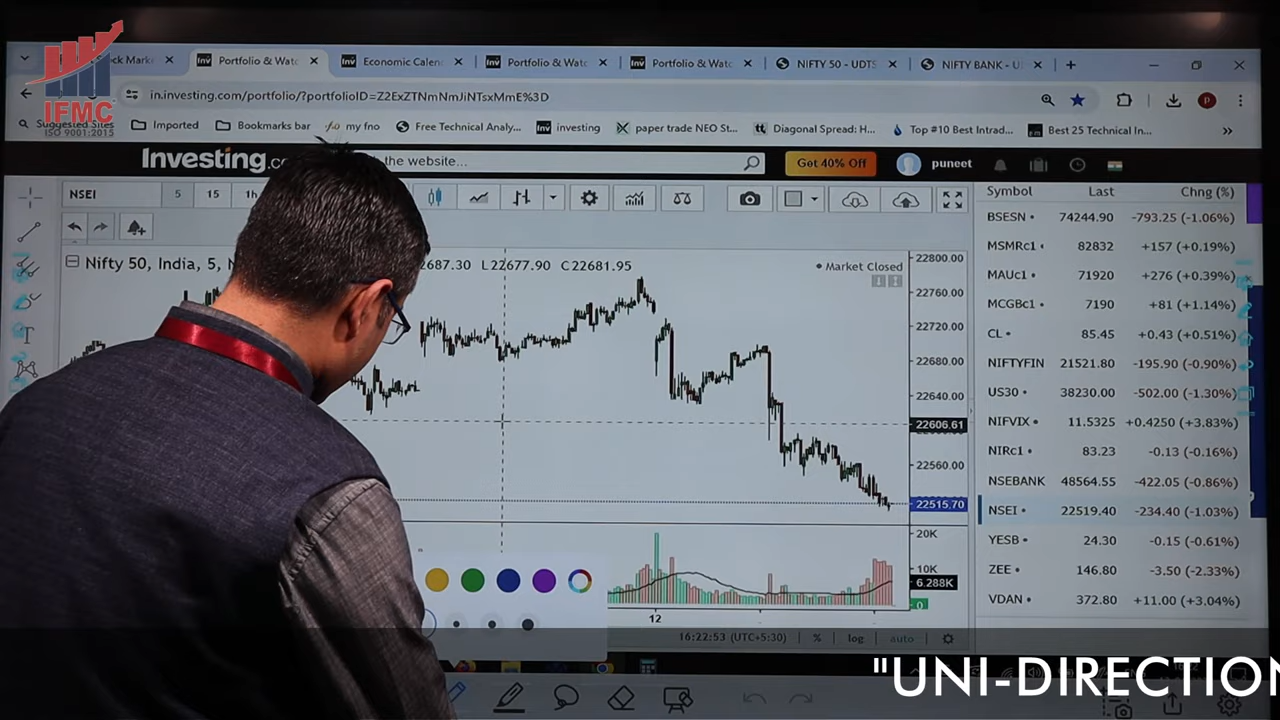 IFMC
ISO 9001:2015
ck Marke
Portfolio & Watc
Economic Calen
Portfolio & Watc
Portfolio & Watc
NIFTY 50 - UDTS
NIFTY BANK - U
in.investing.com/portfolio/?portfolioID=Z2ExZTNmNmJiNTsxMmE%3D
Suggested Sites
Imported
Bookmarks bar
my fno
Free Technical Analy...
investing
paper trade NEO St...
Diagonal Spread: H...
Top #10 Best Intrad...
Best 25 Technical In...
Investing.co
the website...
Get 40% Off
puneet
NSEI
5
15
1h
Symbol Last Chng (%)
BSESN 74244.90 -793.25 (-1.06%)
MSMRc1 82832 +157 (+0.19%)
MAUc1 71920 +276 (+0.39%)
MCGBc1 7190 +81 (+1.14%)
CL 85.45 +0.43 (+0.51%)
NIFTYFIN 21521.80 -195.90 (-0.90%)
US30 38230.00 -502.00 (-1.30%)
NIFVIX 11.5325 +0.4250 (+3.83%)
NIRc1 83.23 -0.13 (-0.16%)
NSEBANK 48564.55 -422.05 (-0.86%)
NSEI 22519.40 -234.40 (-1.03%)
YESB 24.30 -0.15 (-0.61%)
ZEE 146.80 -3.50 (-2.33%)
VDAN 372.80 +11.00 (+3.04%)
Nifty 50, India, 5, N
2687.30 L22677.90 C22681.95
Market Closed
22800.00
22760.00
22720.00
22680.00
22640.00
22606.61
22560.00
22515.70
20K
10K
6.288K
0
12
16:22:53 (UTC+5:30) % log auto
"UNI-DIRECTION